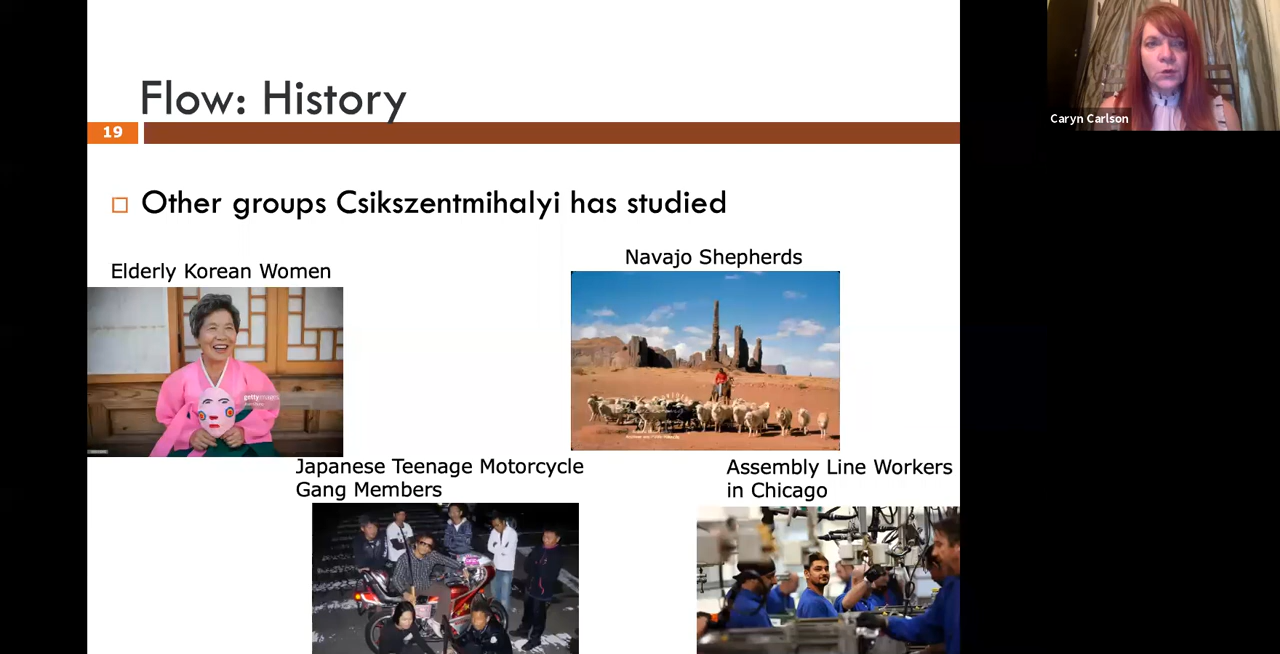 Flow: History
19
Other groups Csikszentmihalyi has studied
Elderly Korean Women
Navajo Shepherds
gettyimages
Japanese Teenage Motorcycle
Gang Members
Assembly Line Workers
in Chicago
Caryn Carlson